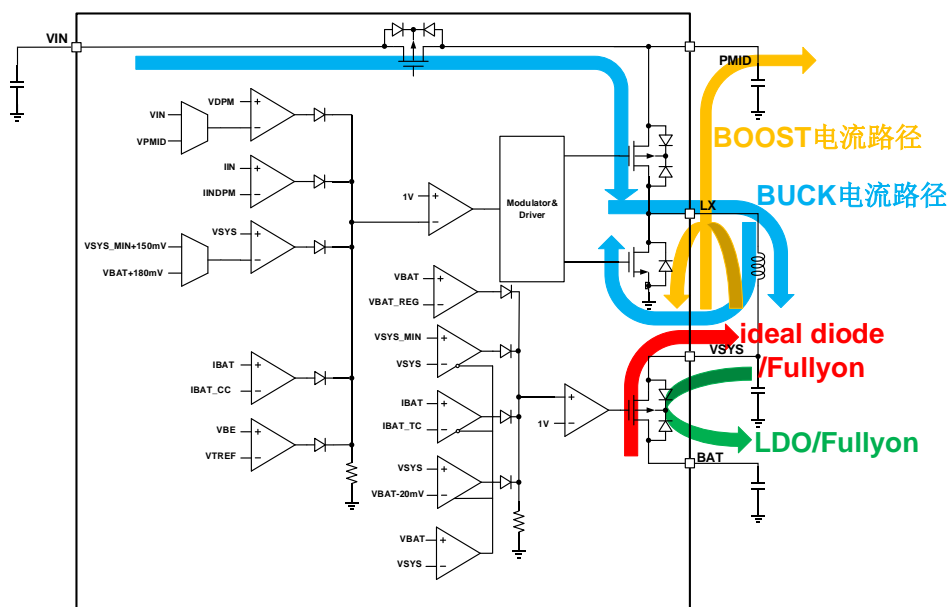 VIN
PMID
VDPM
VIN
VPMID
BOOST电流路径
IIN
IINDPM
1V
Modulator&
Driver
BUCK电流路径
LX
VSYS
VSYS_MIN+150mV
VBAT+180mV
VBAT
VBAT_REG
VSYS_MIN
VSYS
ideal diode
/Fullyon
VSYS
IBAT
IBAT_CC
IBAT
IBAT_TC
1V
LDO/Fullyon
BAT
VBE
VTREF
VSYS
VBAT-20mV
VBAT
VSYS